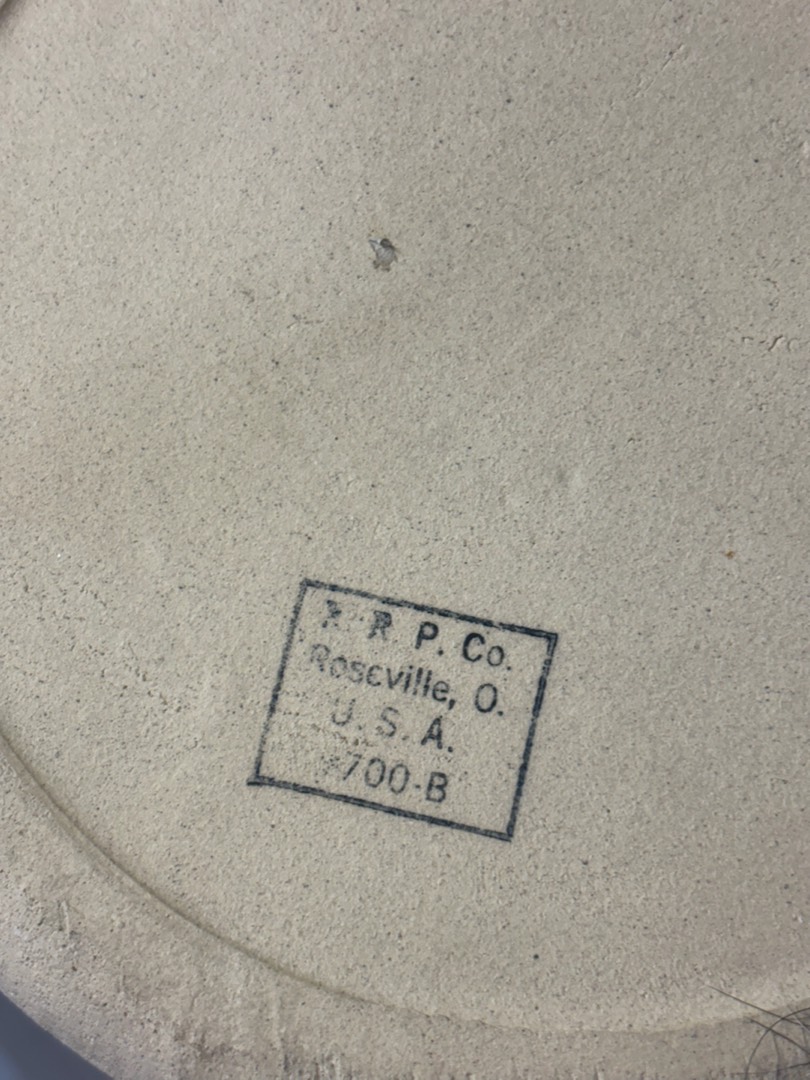 R. R. P. Co.
Roseville, O.
U. S. A.
700-B